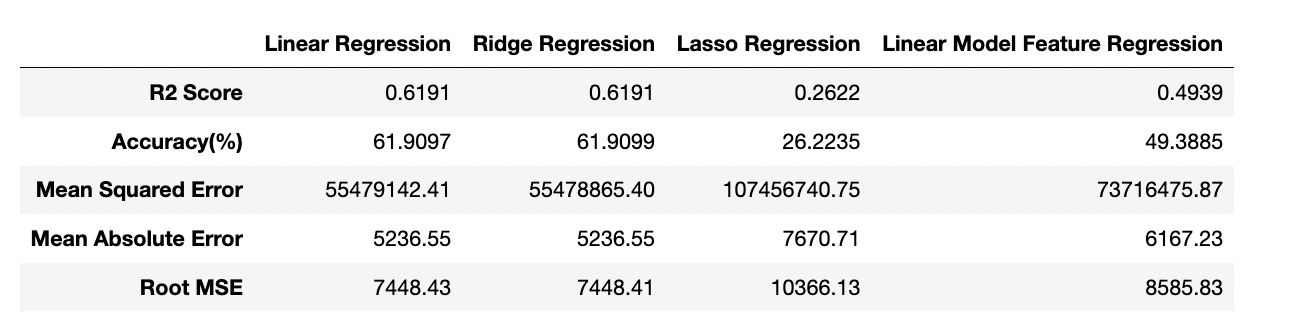 Linear Regression Ridge Regression Lasso Regression Linear Model Feature Regression
R2 Score 0.6191 0.6191 0.2622 0.4939
Accuracy(%) 61.9097 61.9099 26.2235 49.3885
Mean Squared Error 55479142.41 55478865.40 107456740.75 73716475.87
Mean Absolute Error 5236.55 5236.55 7670.71 6167.23
Root MSE 7448.43 7448.41 10366.13 8585.83